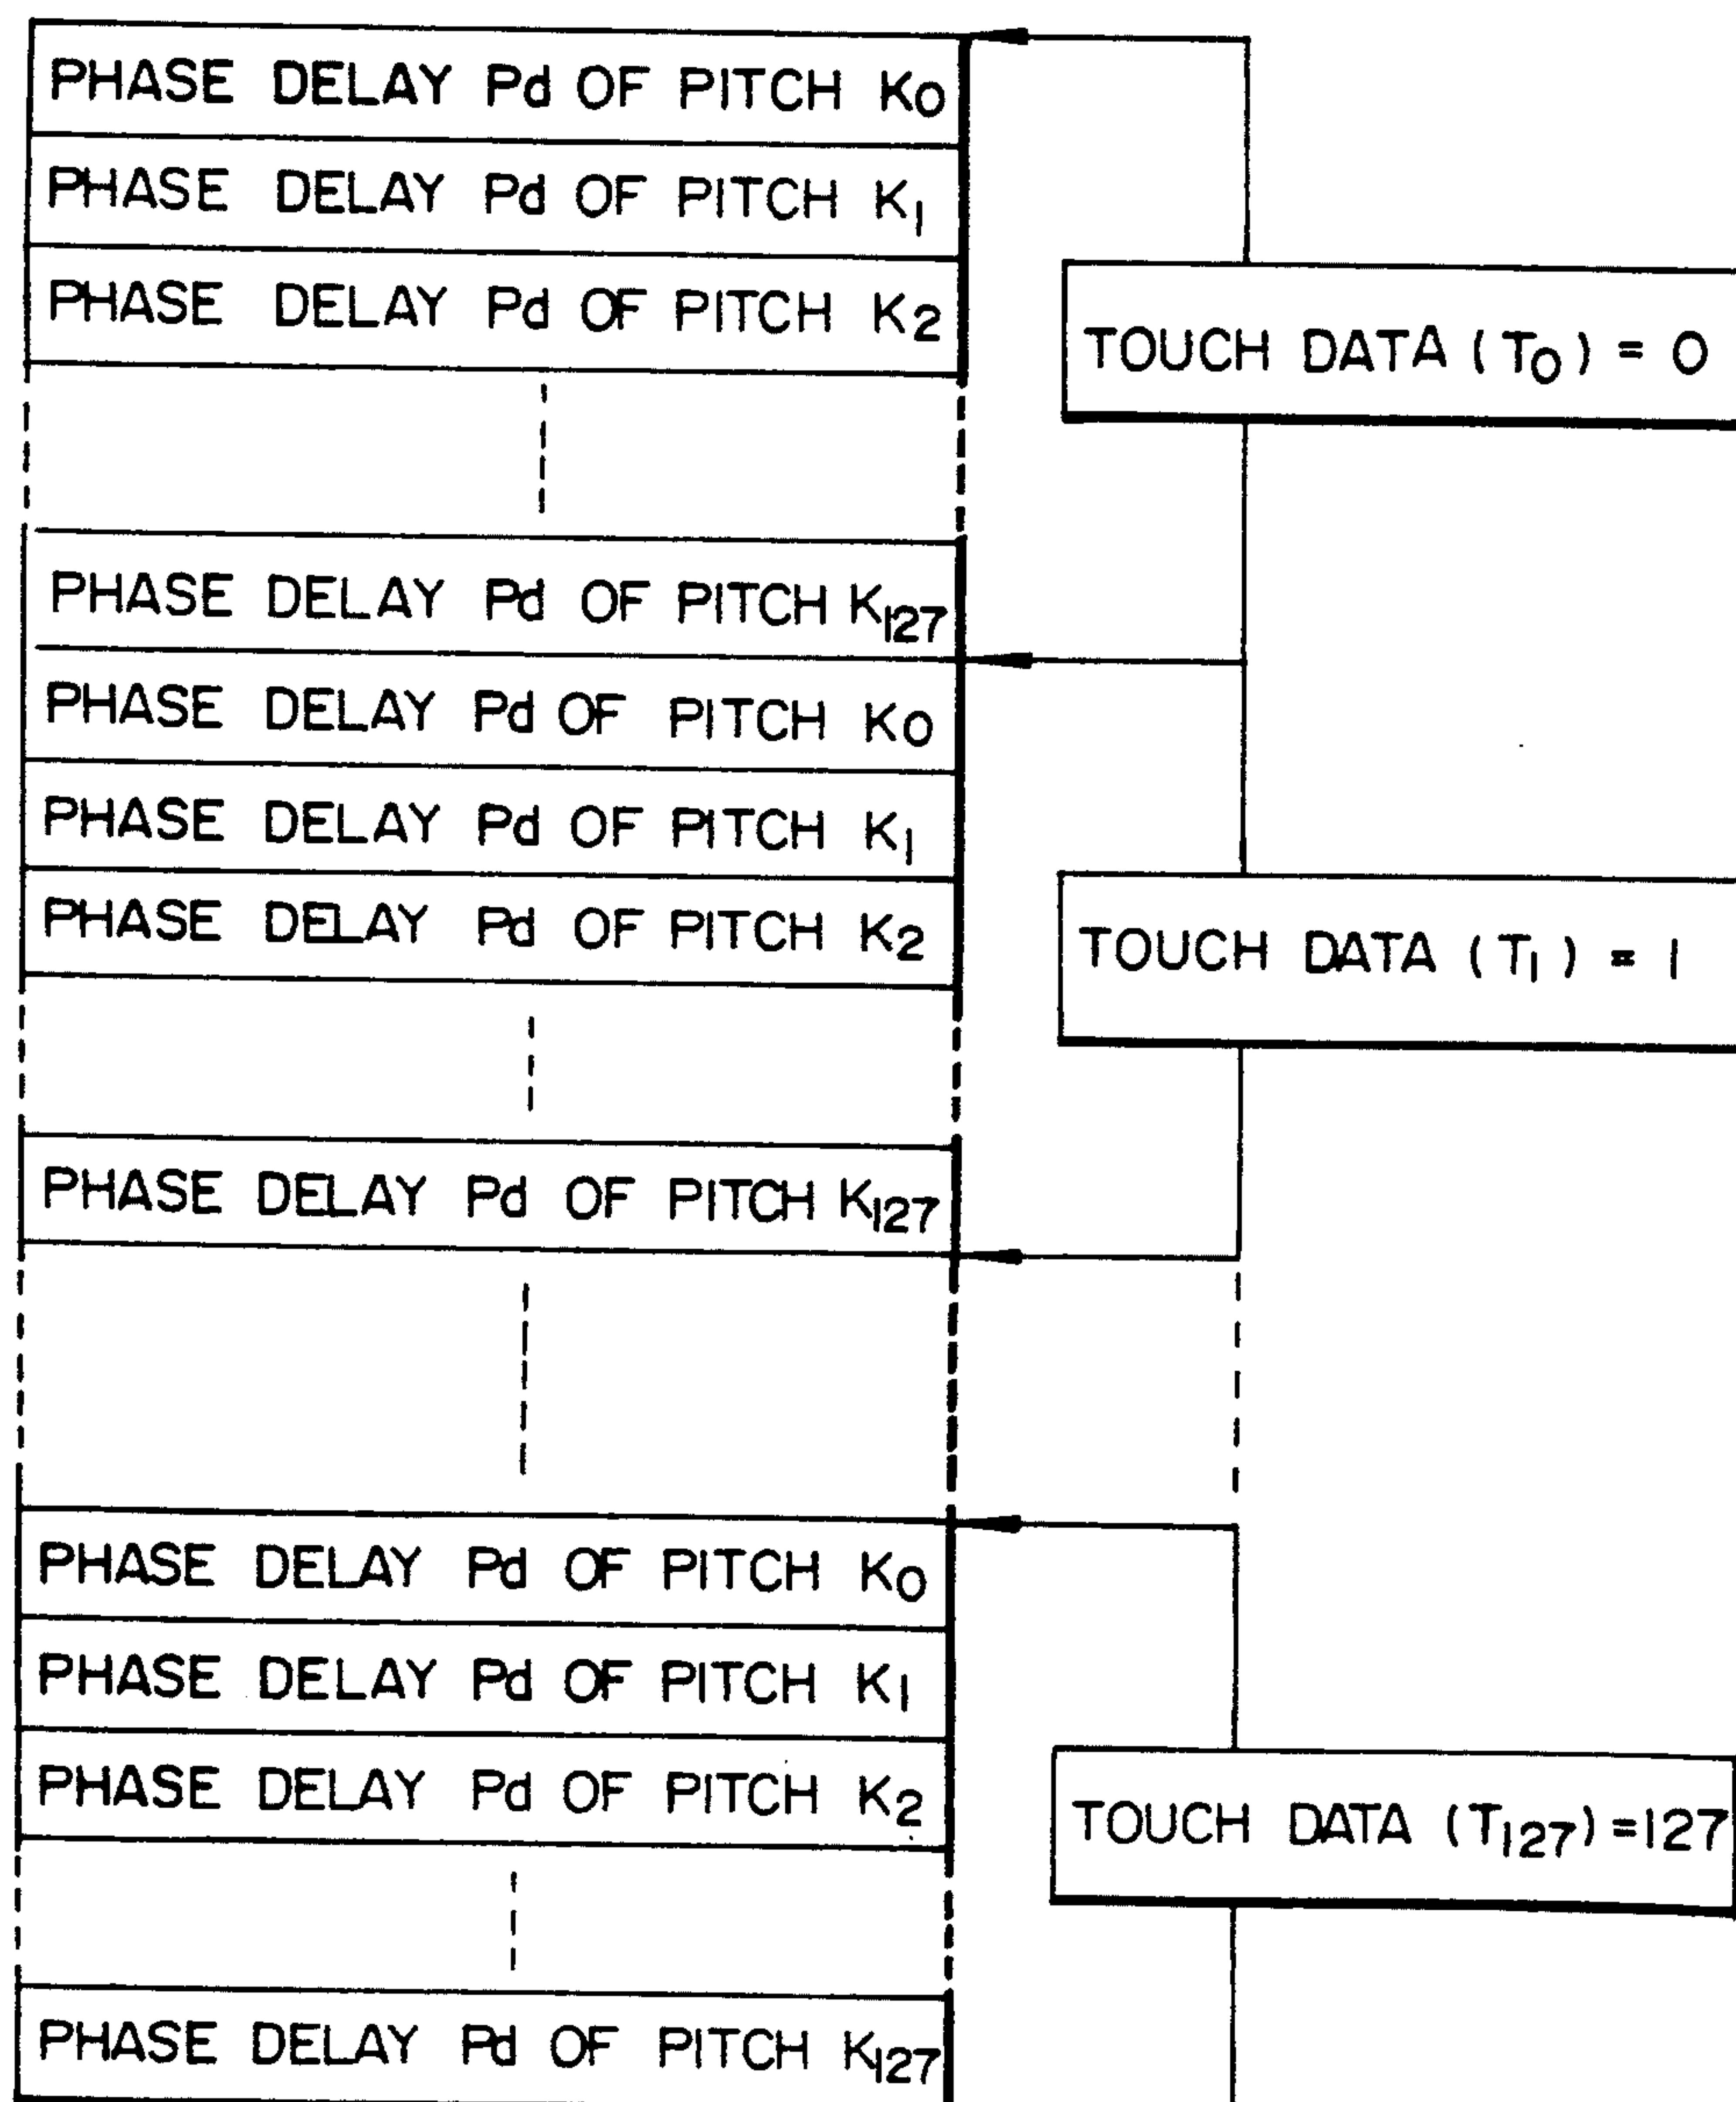 PHASE DELAY Pd OF PITCH K0
PHASE DELAY Pd OF PITCH K1
PHASE DELAY Pd OF PITCH K2
TOUCH DATA (T0) = 0
PHASE DELAY Pd OF PITCH K127
PHASE DELAY Pd OF PITCH K0
PHASE DELAY Pd OF PITCH K1
PHASE DELAY Pd OF PITCH K2
TOUCH DATA (T1) = 1
PHASE DELAY Pd OF PITCH K127
PHASE DELAY Pd OF PITCH K0
PHASE DELAY Pd OF PITCH K1
PHASE DELAY Pd OF PITCH K2
TOUCH DATA (T127) =127
PHASE DELAY Pd OF PITCH K127